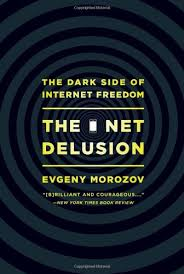 THE DARK SIDE OF
INTERNET FREEDOM
THE NET
DELUSION
EVGENY MOROZOV
"[B]RILLIANT AND COURAGEOUS...."
—NEW YORK TIMES BOOK REVIEW